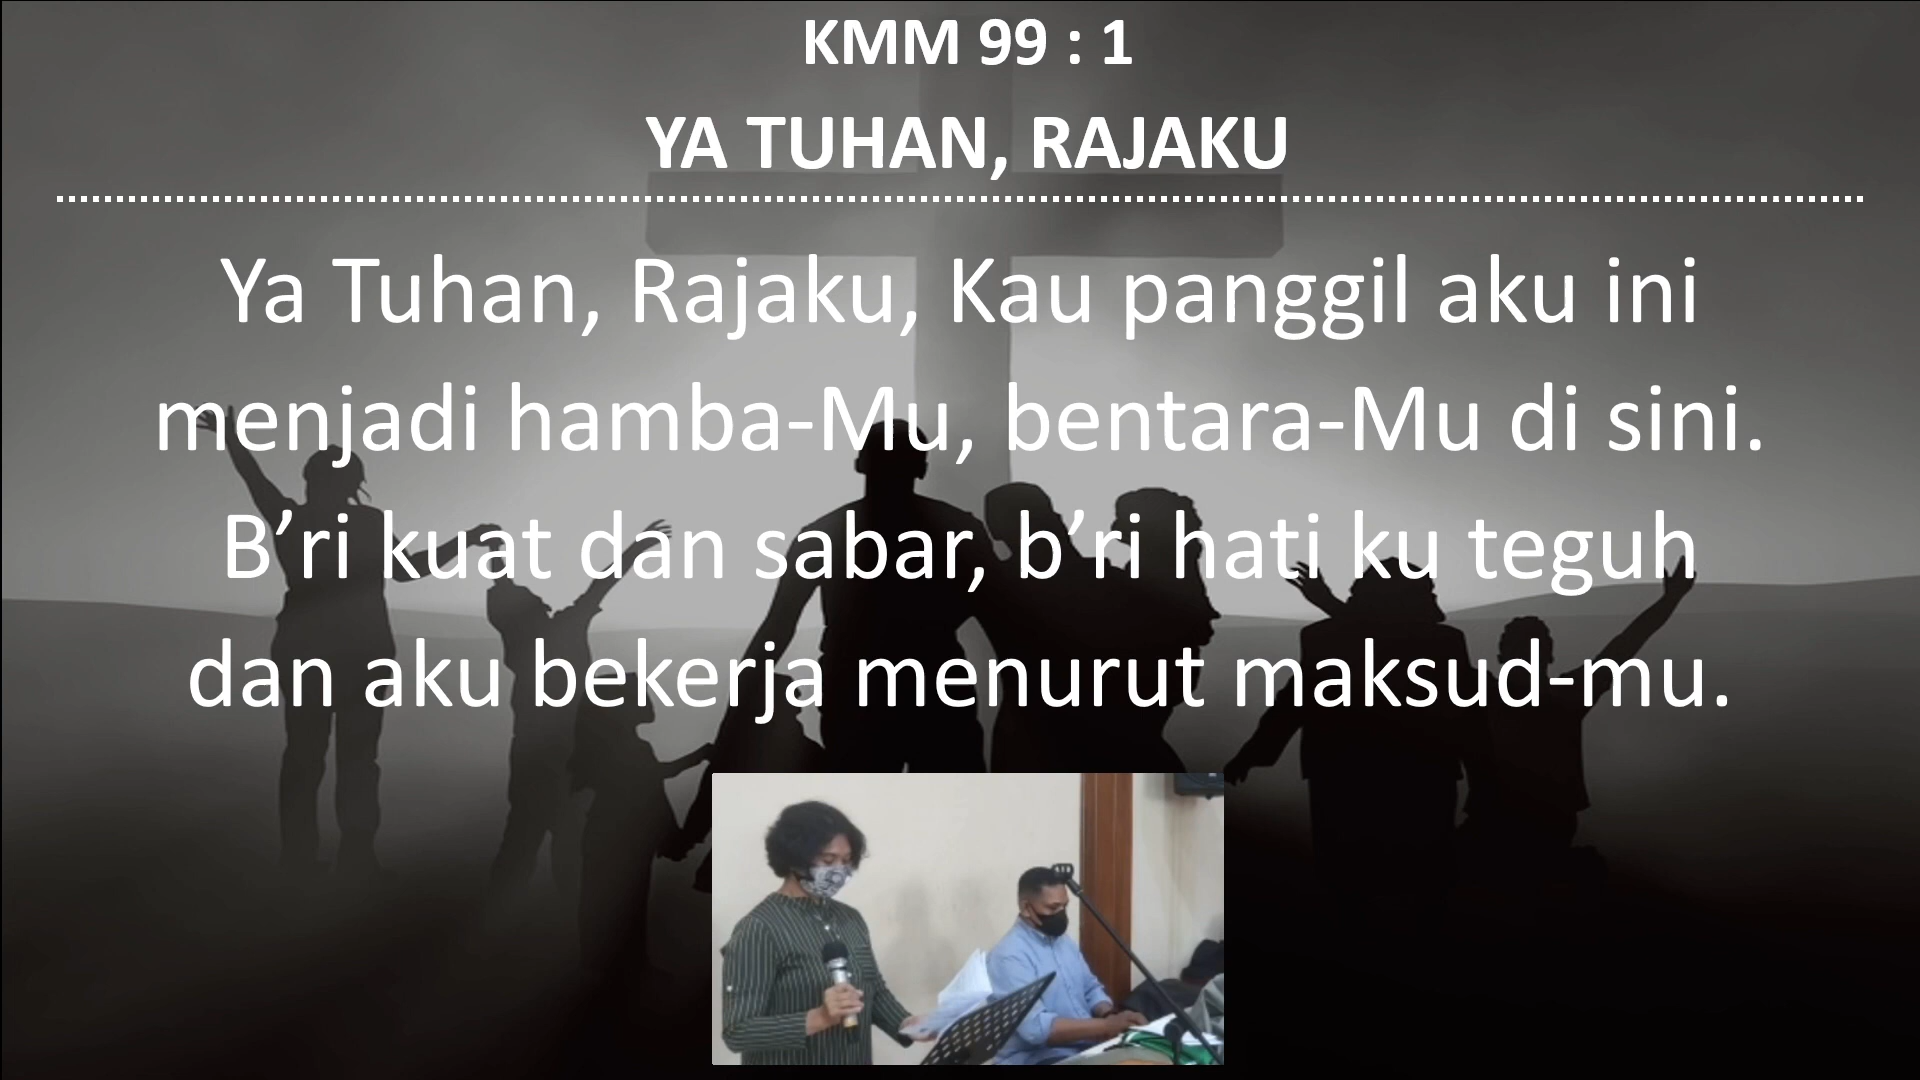 KMM 99 : 1
YA TUHAN, RAJAKU
Ya Tuhan, Rajaku, Kau panggil aku ini
menjadi hamba-Mu, bentara-Mu di sini.
B’ri kuat dan sabar, b’ri hati ku teguh
dan aku bekerja menurut maksud-mu.